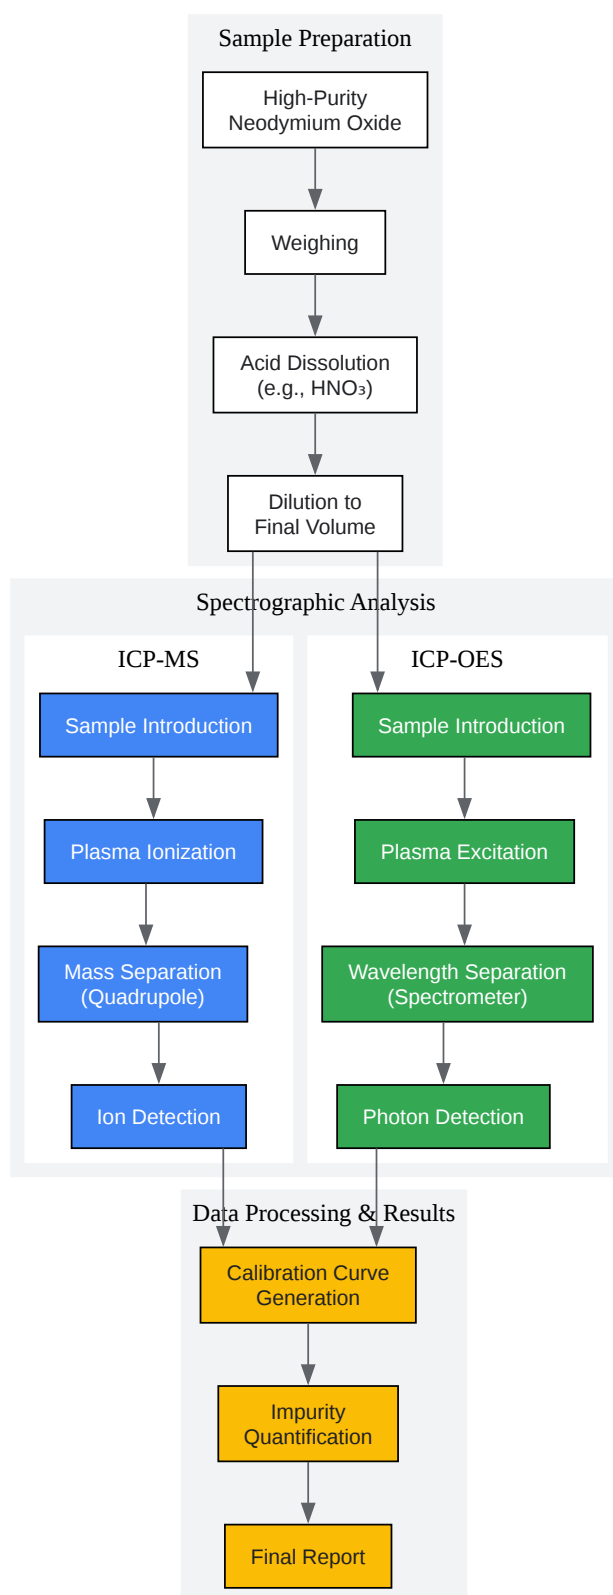 Sample Preparation
High-Purity
Neodymium Oxide
Weighing
Acid Dissolution
(e.g., HNO₃)
Dilution to
Final Volume
Spectrographic Analysis
ICP-MS
Sample Introduction
Plasma Ionization
Mass Separation
(Quadrupole)
Ion Detection
ICP-OES
Sample Introduction
Plasma Excitation
Wavelength Separation
(Spectrometer)
Photon Detection
Data Processing & Results
Calibration Curve
Generation
Impurity
Quantification
Final Report